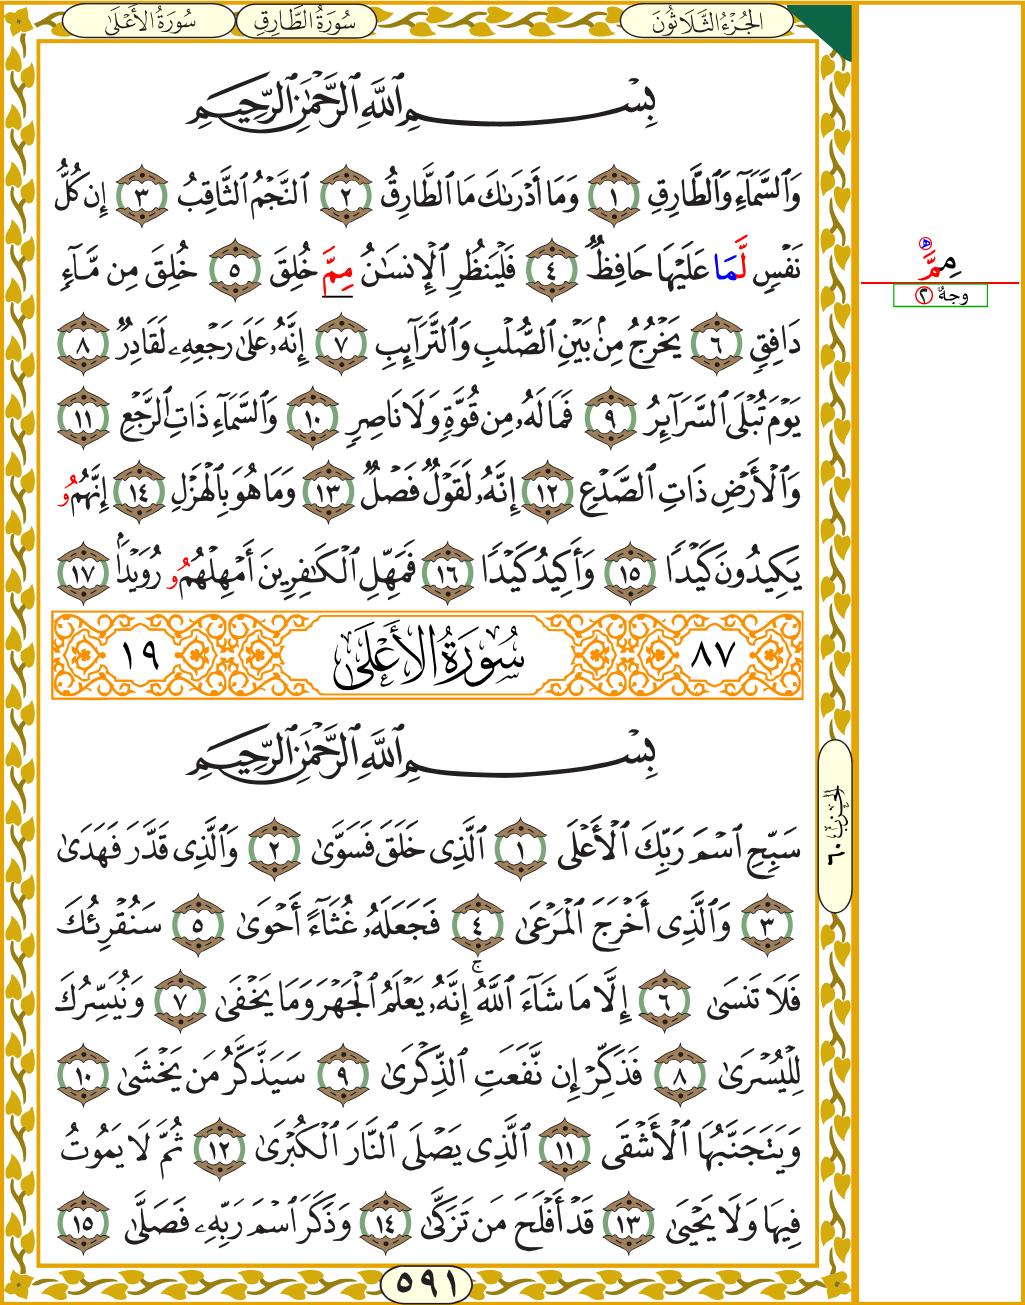 الجُزْءُ الثَّلَاثُونَ
سُورَةُ الطَّارِقِ
سُورَةُ الأَعْلَىٰ
بِسْمِ ٱللَّهِ ٱلرَّحْمَٰنِ ٱلرَّحِيمِ
وَٱلسَّمَآءِ وَٱلطَّارِقِ ١ وَمَآ أَدْرَىٰكَ مَا ٱلطَّارِقُ ٢ ٱلنَّجْمُ ٱلثَّاقِبُ ٣ إِن كُلُّ
نَفْسٍ لَّمَا عَلَيْهَا حَافِظٌ ٤ فَلْيَنظُرِ ٱلْإِنسَٰنُ مِمَّ خُلِقَ ٥ خُلِقَ مِن مَّآءٍ
دَافِقٍ ٦ يَخْرُجُ مِنۢ بَيْنِ ٱلصُّلْبِ وَٱلتَّرَآئِبِ ٧ إِنَّهُۥ عَلَىٰ رَجْعِهِۦ لَقَادِرٌ ٨
يَوْمَ تُبْلَى ٱلسَّرَآئِرُ ٩ فَمَا لَهُۥ مِن قُوَّةٍ وَلَا نَاصِرٍ ١٠ وَٱلسَّمَآءِ ذَاتِ ٱلرَّجْعِ ١١
وَٱلْأَرْضِ ذَاتِ ٱلصَّدْعِ ١٢ إِنَّهُۥ لَقَوْلٌ فَصْلٌ ١٣ وَمَا هُوَ بِٱلْهَزْلِ ١٤ إِنَّهُمُۥ
يَكِيدُونَ كَيْدًا ١٥ وَأَكِيدُ كَيْدًا ١٦ فَمَهِّلِ ٱلْكَٰفِرِينَ أَمْهِلْهُمُۥ رُوَيْدًۢا ١٧
٨٧ سُورَةُ الأَعْلَىٰ ١٩
بِسْمِ ٱللَّهِ ٱلرَّحْمَٰنِ ٱلرَّحِيمِ
سَبِّحِ ٱسْمَ رَبِّكَ ٱلْأَعْلَى ١ ٱلَّذِى خَلَقَ فَسَوَّىٰ ٢ وَٱلَّذِى قَدَّرَ فَهَدَىٰ
٣ وَٱلَّذِىٓ أَخْرَجَ ٱلْمَرْعَىٰ ٤ فَجَعَلَهُۥ غُثَآءً أَحْوَىٰ ٥ سَنُقْرِئُكَ
فَلَا تَنسَىٰٓ ٦ إِلَّا مَا شَآءَ ٱللَّهُ ۚ إِنَّهُۥ يَعْلَمُ ٱلْجَهْرَ وَمَا يَخْفَىٰ ٧ وَنُيَسِّرُكَ
لِلْيُسْرَىٰ ٨ فَذَكِّرْ إِن نَّفَعَتِ ٱلذِّكْرَىٰ ٩ سَيَذَّكَّرُ مَن يَخْشَىٰ ١٠
وَيَتَجَنَّبُهَا ٱلْأَشْقَى ١١ ٱلَّذِى يَصْلَى ٱلنَّارَ ٱلْكُبْرَىٰ ١٢ ثُمَّ لَا يَمُوتُ
فِيهَا وَلَا يَحْيَىٰ ١٣ قَدْ أَفْلَحَ مَن تَزَكَّىٰ ١٤ وَذَكَرَ ٱسْمَ رَبِّهِۦ فَصَلَّىٰ ١٥
٥٩١
الحِزْبُ ٦٠
مِمَّهْ
وجهٌ ٢